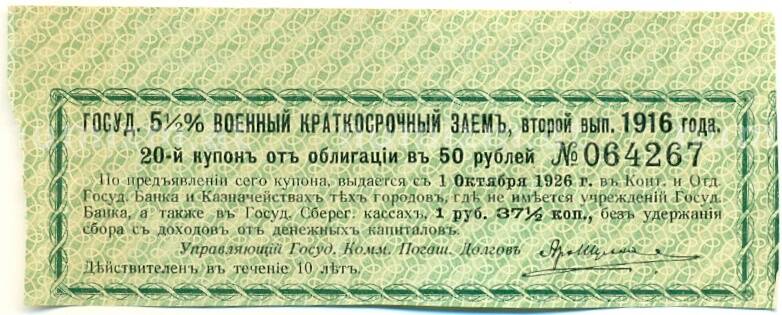 ГОСУД. 5½% ВОЕННЫЙ КРАТКОСРОЧНЫЙ ЗАЕМЪ, второй вып. 1916 года.
20-й купонъ отъ облигаціи въ 50 рублей № 064267
По предъявленіи сего купона, выдается съ 1 Октября 1926 г. въ Конт. и Отд.
Госуд. Банка и Казначействахъ тѣхъ городовъ, гдѣ не имѣется учрежденій Госуд.
Банка, а также въ Госуд. Сберег. кассахъ, 1 руб. 37½ коп., безъ удержанія
сбора съ доходовъ отъ денежныхъ капиталовъ.
Управляющій Госуд. Комм. Погаш. Долговъ
Дѣйствителенъ въ теченіе 10 лѣтъ.